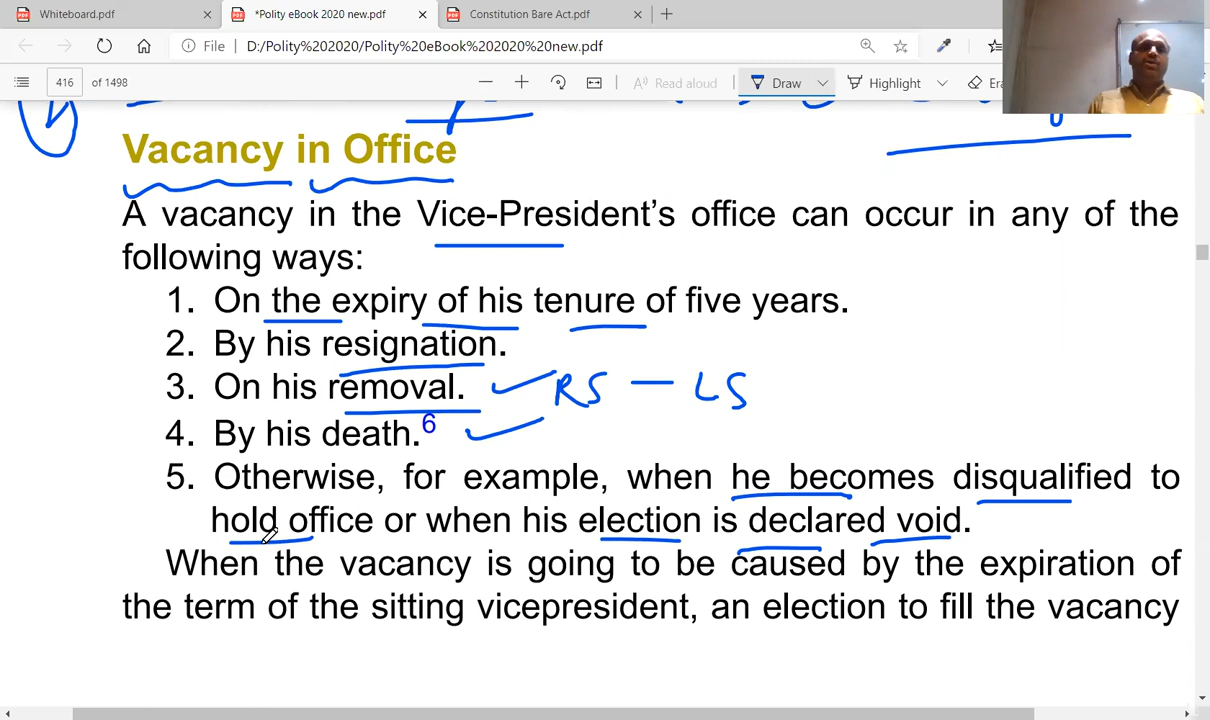 Whiteboard.pdf
*Polity eBook 2020 new.pdf
Constitution Bare Act.pdf
File
D:/Polity%202020/Polity%20eBook%202020%20new.pdf
416 of 1498
Read aloud
Draw
Highlight
Era
Vacancy in Office
A vacancy in the Vice-President’s office can occur in any of the
following ways:
1. On the expiry of his tenure of five years.
2. By his resignation.
3. On his removal. RS — LS
4. By his death.6
5. Otherwise, for example, when he becomes disqualified to
hold office or when his election is declared void.
When the vacancy is going to be caused by the expiration of
the term of the sitting vicepresident, an election to fill the vacancy